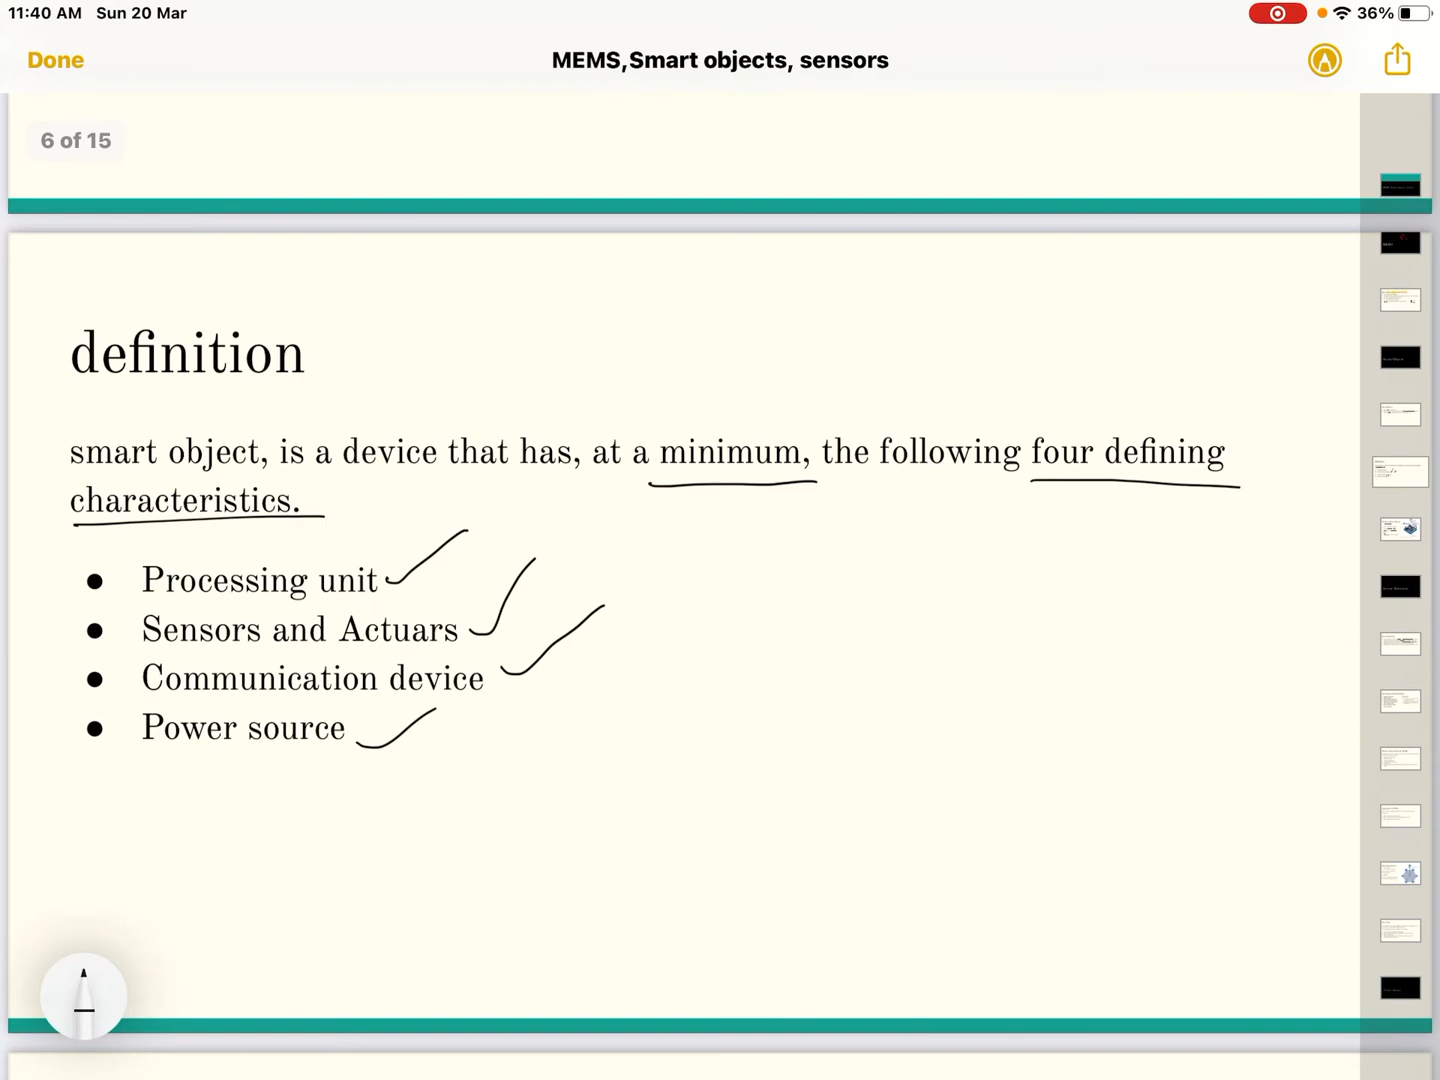 11:40 AM Sun 20 Mar
36%
Done
MEMS,Smart objects, sensors
6 of 15
definition
smart object, is a device that has, at a minimum, the following four defining
characteristics.
● Processing unit
● Sensors and Actuars
● Communication device
● Power source